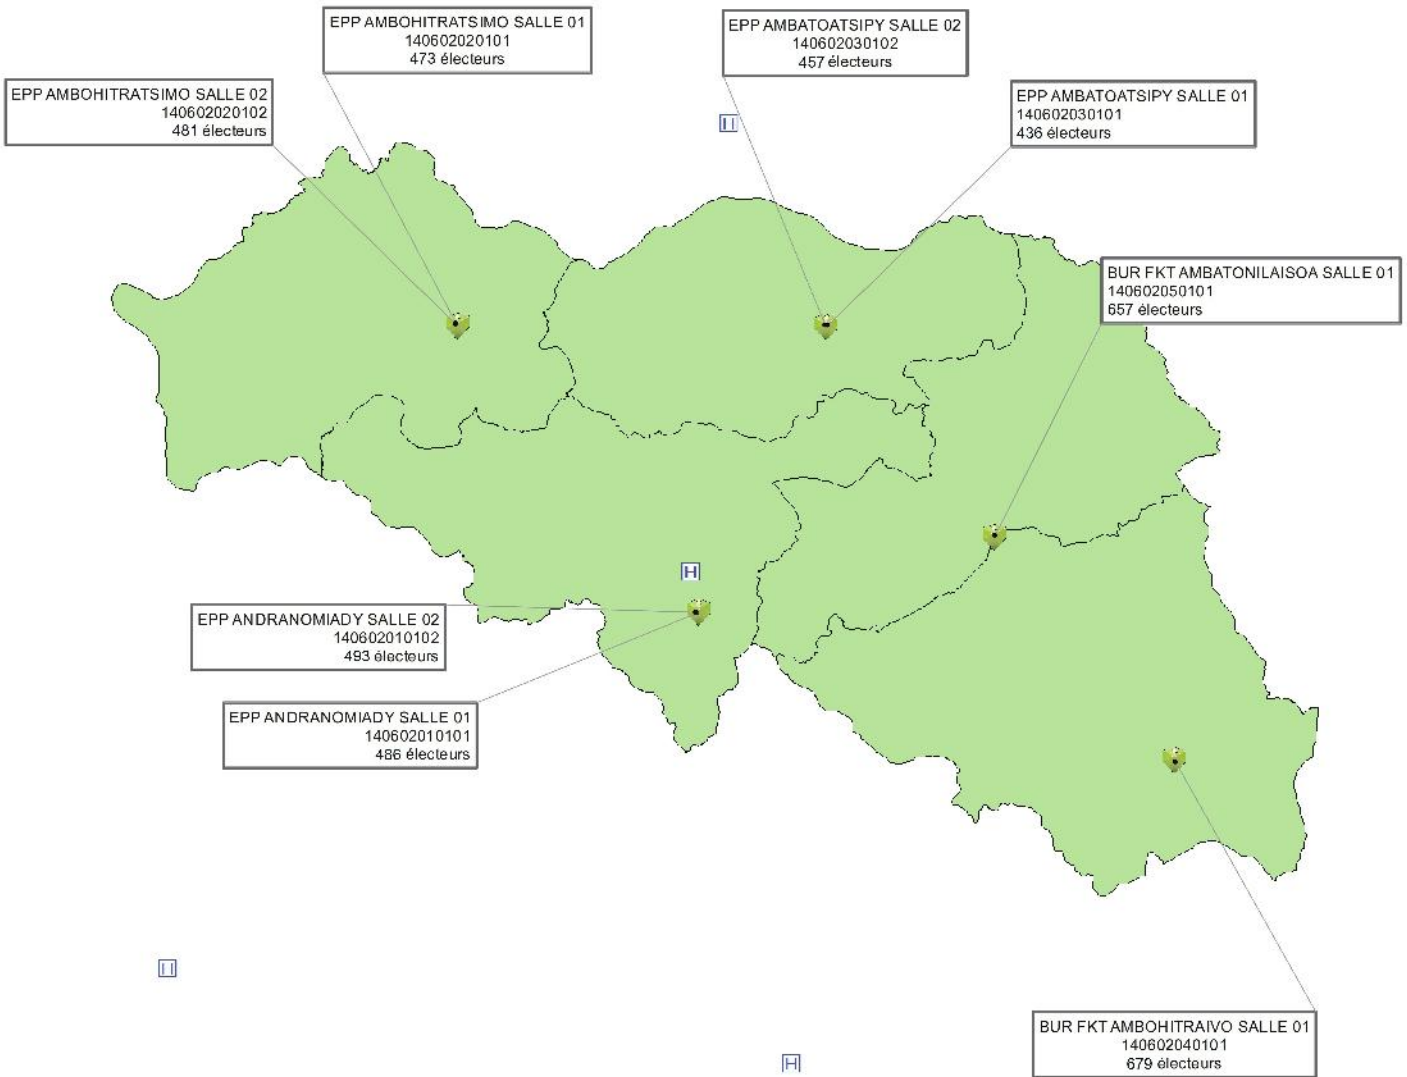 EPP AMBOHITRATSIMO SALLE 01
140602020101
473 électeurs
EPP AMBATOATSIPY SALLE 02
140602030102
457 électeurs
EPP AMBOHITRATSIMO SALLE 02
140602020102
481 électeurs
EPP AMBATOATSIPY SALLE 01
140602030101
436 électeurs
BUR FKT AMBATONILAISOA SALLE 01
140602050101
657 électeurs
H
EPP ANDRANOMIADY SALLE 02
140602010102
493 électeurs
EPP ANDRANOMIADY SALLE 01
140602010101
486 électeurs
BUR FKT AMBOHITRAIVO SALLE 01
140602040101
679 électeurs
H